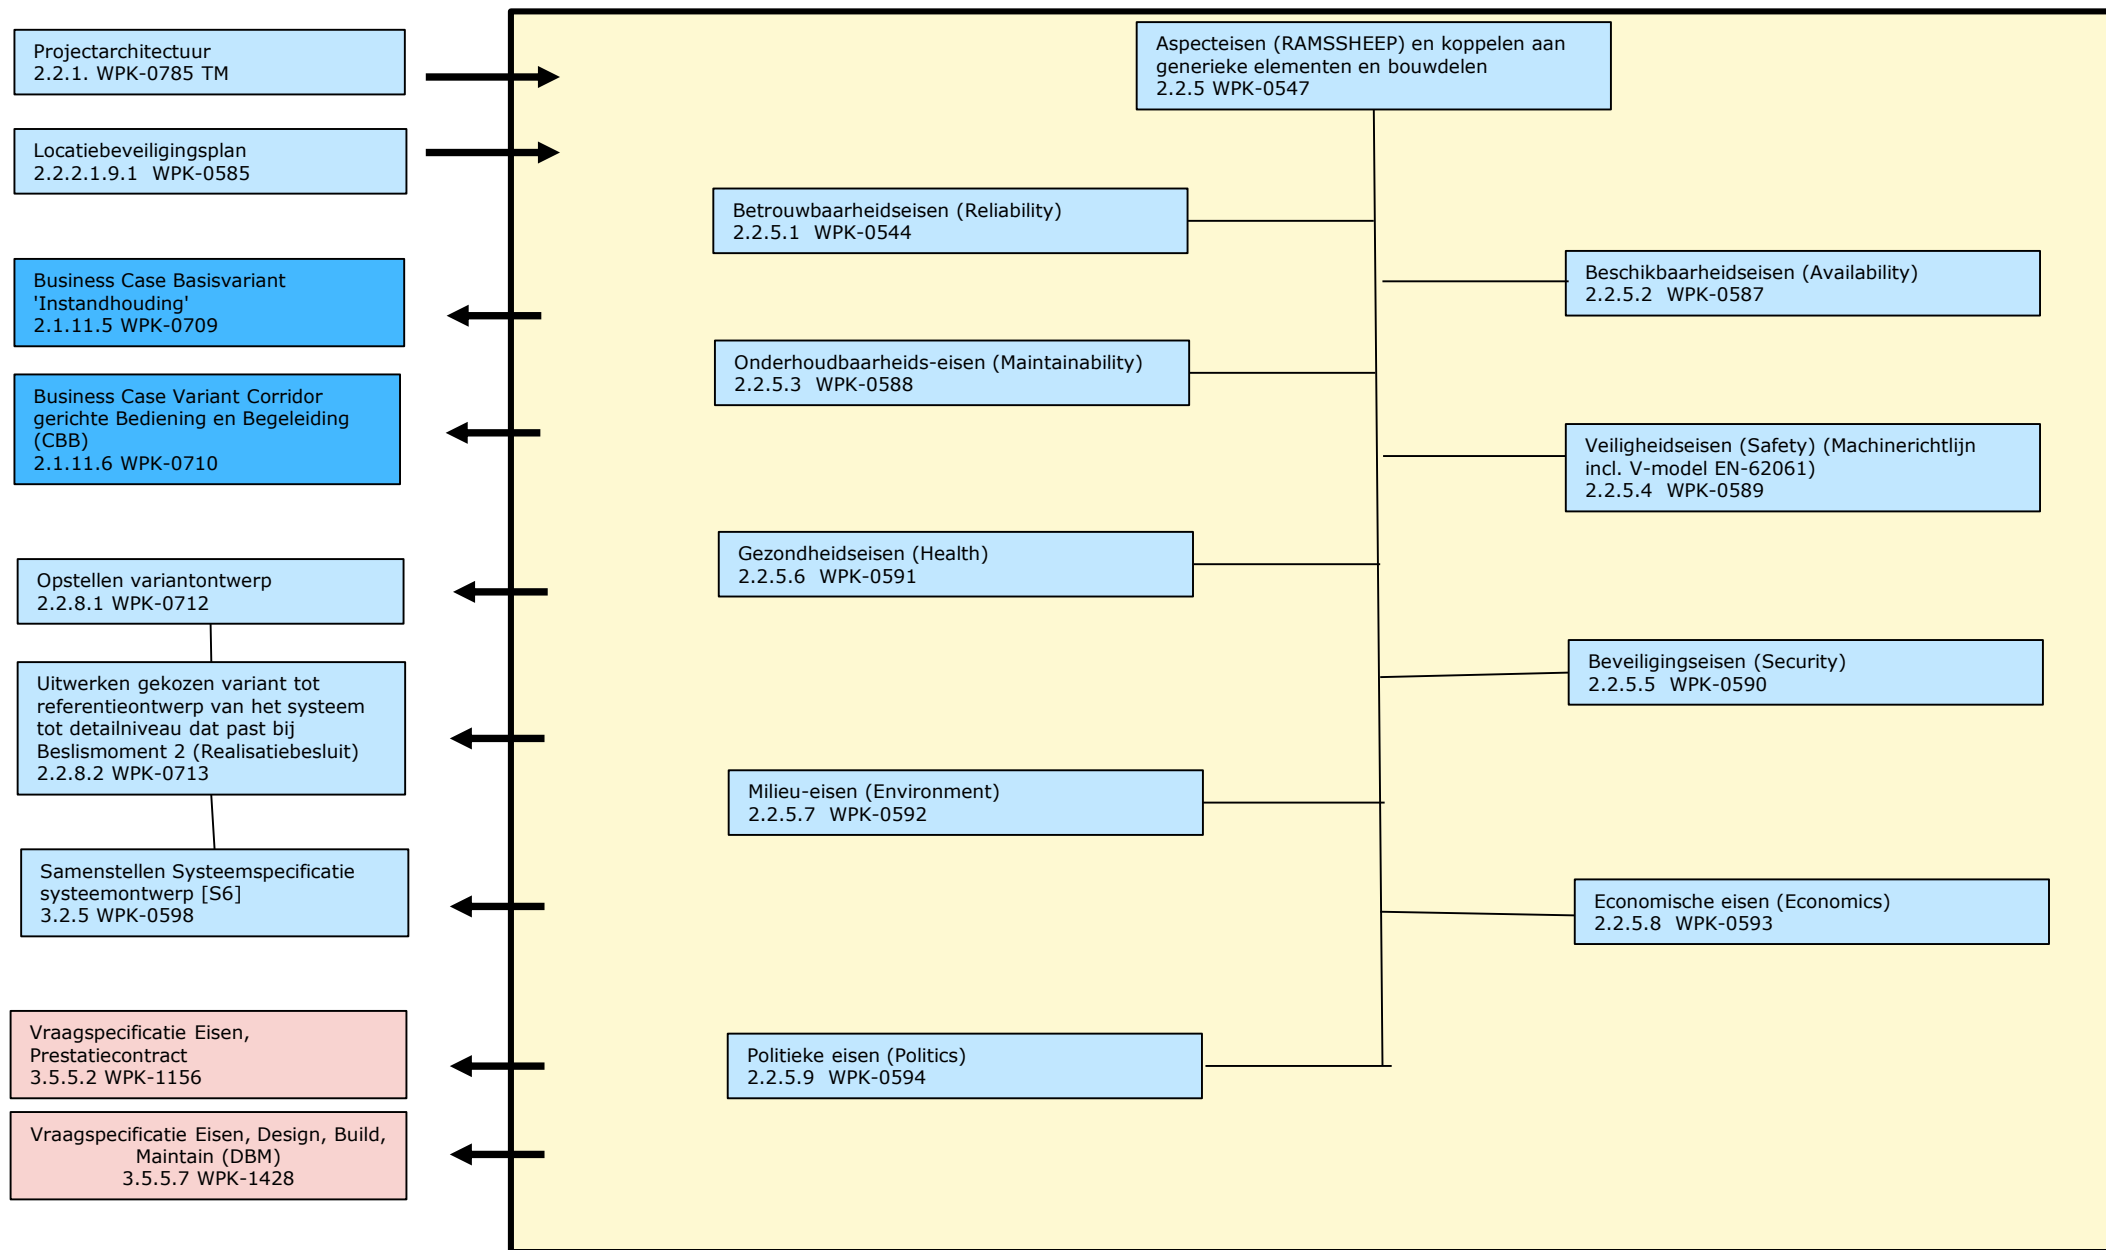 Projectarchitectuur
2.2.1. WPK-0785 TM
Locatiebeveiligingsplan
2.2.2.1.9.1 WPK-0585
Business Case Basisvariant
'Instandhouding'
2.1.11.5 WPK-0709
Business Case Variant Corridor
gerichte Bediening en Begeleiding
(CBB)
2.1.11.6 WPK-0710
Opstellen variantontwerp
2.2.8.1 WPK-0712
Uitwerken gekozen variant tot
referentieontwerp van het systeem
tot detailniveau dat past bij
Beslismoment 2 (Realisatiebesluit)
2.2.8.2 WPK-0713
Samenstellen Systeemspecificatie
systeemontwerp [S6]
3.2.5 WPK-0598
Vraagspecificatie Eisen,
Prestatiecontract
3.5.5.2 WPK-1156
Vraagspecificatie Eisen, Design, Build,
Maintain (DBM)
3.5.5.7 WPK-1428
Aspecteisen (RAMSSHEEP) en koppelen aan
generieke elementen en bouwdelen
2.2.5 WPK-0547
Betrouwbaarheidseisen (Reliability)
2.2.5.1 WPK-0544
Beschikbaarheidseisen (Availability)
2.2.5.2 WPK-0587
Onderhoudbaarheids-eisen (Maintainability)
2.2.5.3 WPK-0588
Veiligheidseisen (Safety) (Machinerichtlijn
incl. V-model EN-62061)
2.2.5.4 WPK-0589
Gezondheidseisen (Health)
2.2.5.6 WPK-0591
Beveiligingseisen (Security)
2.2.5.5 WPK-0590
Milieu-eisen (Environment)
2.2.5.7 WPK-0592
Economische eisen (Economics)
2.2.5.8 WPK-0593
Politieke eisen (Politics)
2.2.5.9 WPK-0594